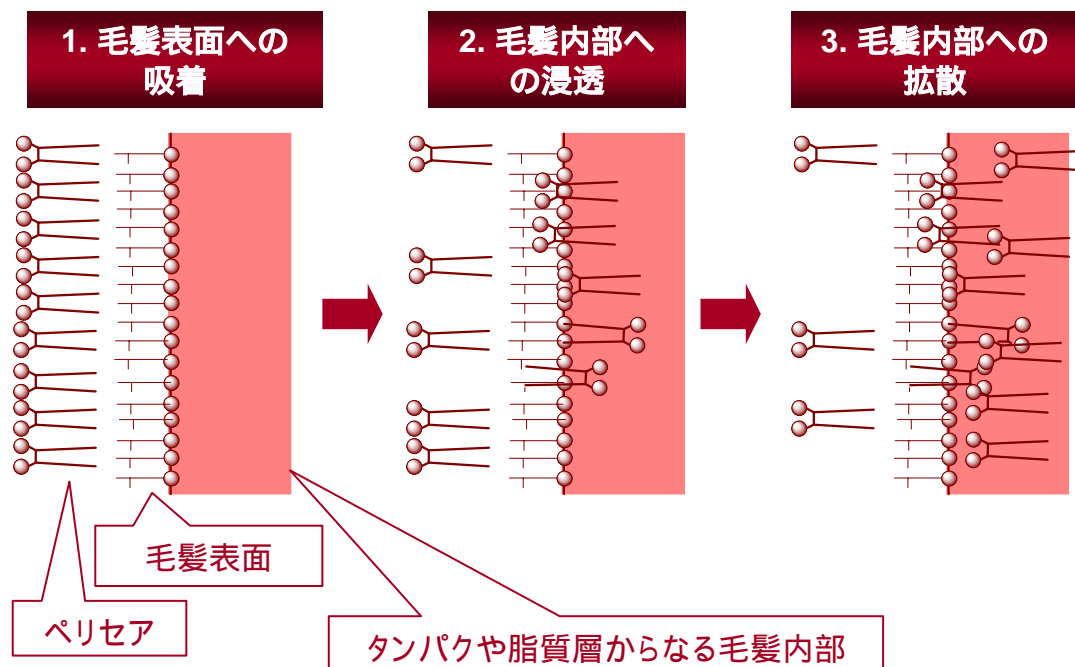 1. 毛髪表面への
吸着
2. 毛髪内部へ
の浸透
3. 毛髪内部への
拡散
毛髪表面
ペリセア
タンパクや脂質層からなる毛髪内部